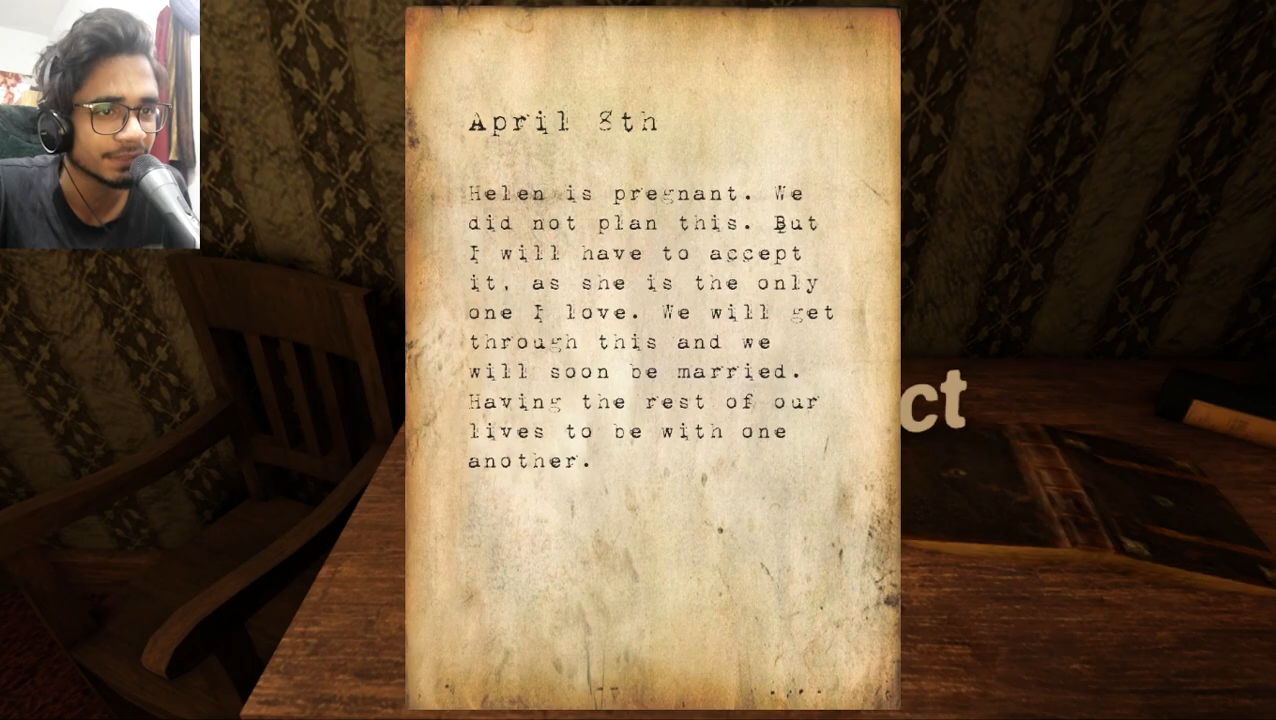 April 8th
Helen is pregnant. We
did not plan this. But
I will have to accept
it, as she is the only
one I love. We will get
through this and we
will soon be married.
Having the rest of our
lives to be with one
another.
ct